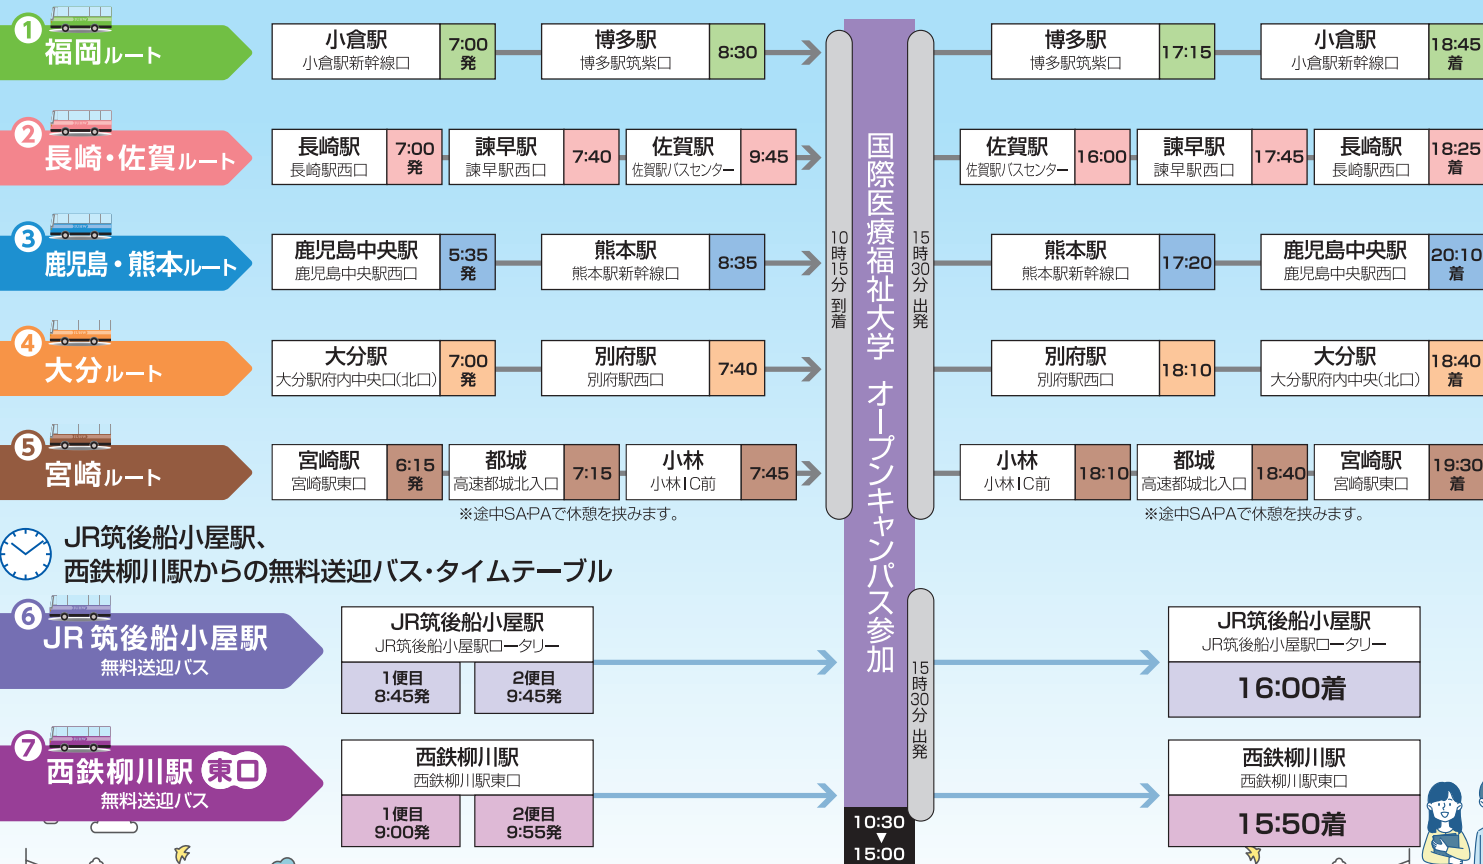 ① 福岡ルート
小倉駅
小倉駅新幹線口
7:00
発
博多駅
博多駅筑紫口
8:30
博多駅
博多駅筑紫口
17:15
小倉駅
小倉駅新幹線口
18:45
着
② 長崎・佐賀ルート
長崎駅
長崎駅西口
7:00
発
諫早駅
諫早駅西口
7:40
佐賀駅
佐賀駅バスセンター
9:45
佐賀駅
佐賀駅バスセンター
16:00
諫早駅
諫早駅西口
17:45
長崎駅
長崎駅西口
18:25
着
③ 鹿児島・熊本ルート
鹿児島中央駅
鹿児島中央駅西口
5:35
発
熊本駅
熊本駅新幹線口
8:35
熊本駅
熊本駅新幹線口
17:20
鹿児島中央駅
鹿児島中央駅西口
20:10
着
④ 大分ルート
大分駅
大分駅府内中央口(北口)
7:00
発
別府駅
別府駅西口
7:40
別府駅
別府駅西口
18:10
大分駅
大分駅府内中央(北口)
18:40
着
⑤ 宮崎ルート
宮崎駅
宮崎駅東口
6:15
発
都城
高速都城北入口
7:15
小林
小林IC前
7:45
小林
小林IC前
18:10
都城
高速都城北入口
18:40
宮崎駅
宮崎駅東口
19:30
着
※途中SA・PAで休憩を挟みます。
※途中SA・PAで休憩を挟みます。
10時15分 到着
国際医療福祉大学 オープンキャンパス参加
15時30分 出発
JR筑後船小屋駅、
西鉄柳川駅からの無料送迎バス・タイムテーブル
⑥ JR筑後船小屋駅
無料送迎バス
JR筑後船小屋駅
JR筑後船小屋駅ロータリー
1便目
8:45発
2便目
9:45発
15時30分 出発
JR筑後船小屋駅
JR筑後船小屋駅ロータリー
16:00着
⑦ 西鉄柳川駅 東口
無料送迎バス
西鉄柳川駅
西鉄柳川駅東口
1便目
9:00発
2便目
9:55発
西鉄柳川駅
西鉄柳川駅東口
15:50着
10:30
▼
15:00